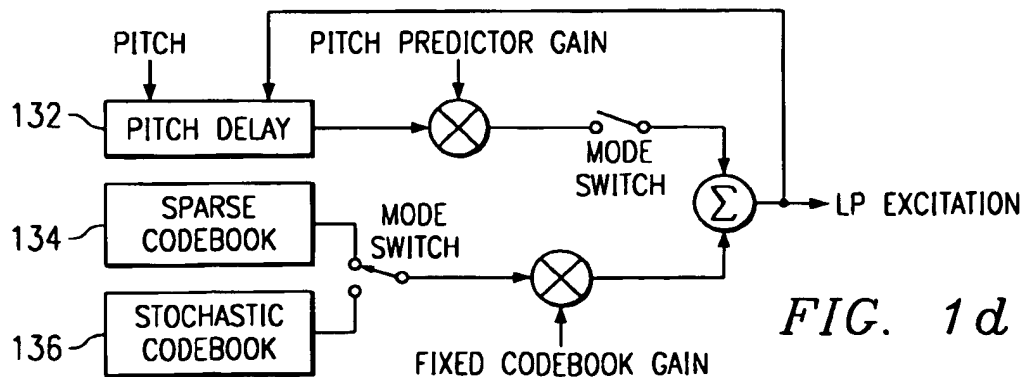 PITCH
PITCH PREDICTOR GAIN
132
PITCH DELAY
MODE
SWITCH
Σ
LP EXCITATION
134
SPARSE
CODEBOOK
MODE
SWITCH
136
STOCHASTIC
CODEBOOK
FIXED CODEBOOK GAIN
FIG. 1d